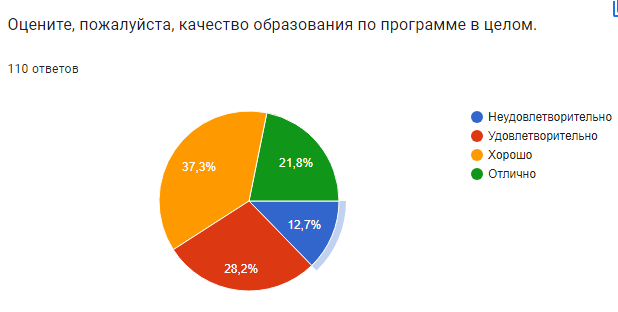 Оцените, пожалуйста, качество образования по программе в целом.
110 ответов
Неудовлетворительно
Удовлетворительно
Хорошо
Отлично
37,3%
21,8%
12,7%
28,2%